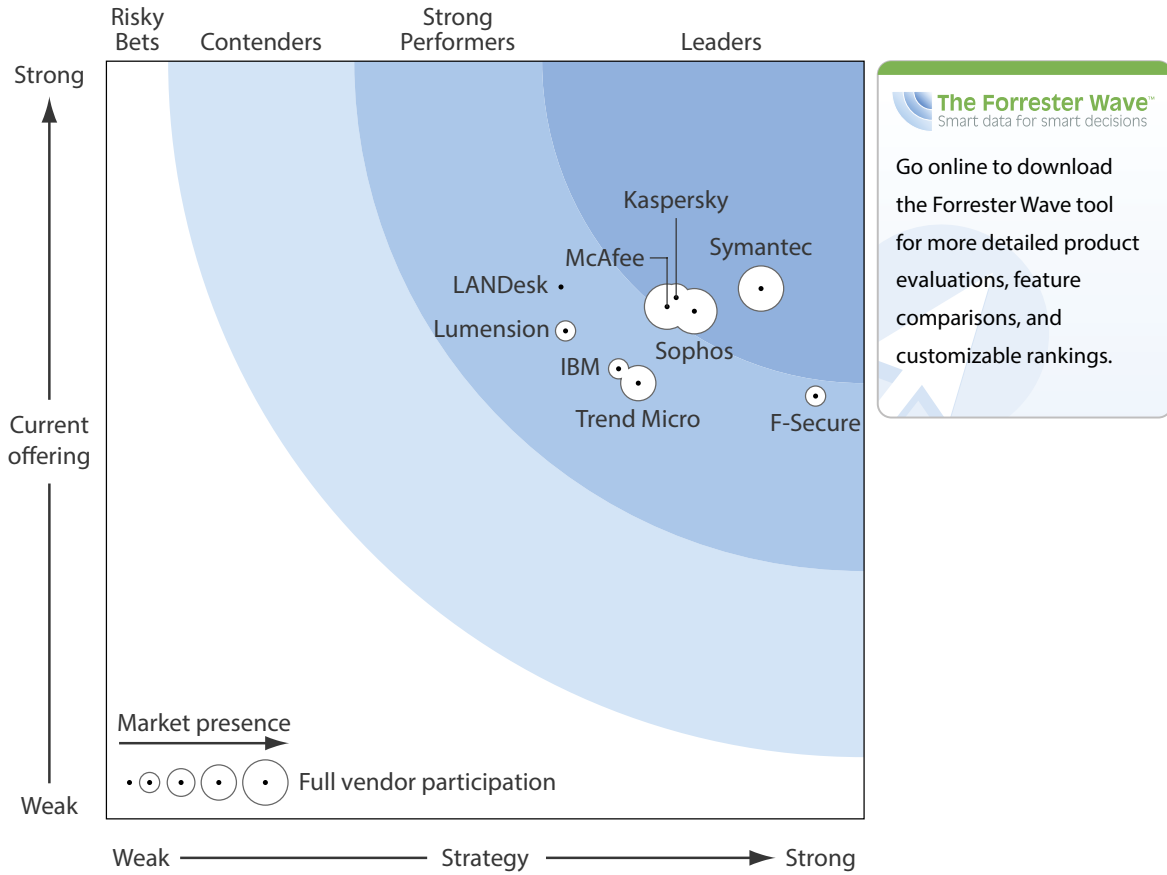 Risky
Bets
Contenders
Strong
Performers
Leaders
Strong
Current
offering
Weak
Kaspersky
McAfee
Symantec
LANDesk
Lumension
Sophos
IBM
Trend Micro
F-Secure
Market presence
Full vendor participation
Weak
Strategy
Strong
The Forrester Wave™
Smart data for smart decisions
Go online to download
the Forrester Wave tool
for more detailed product
evaluations, feature
comparisons, and
customizable rankings.